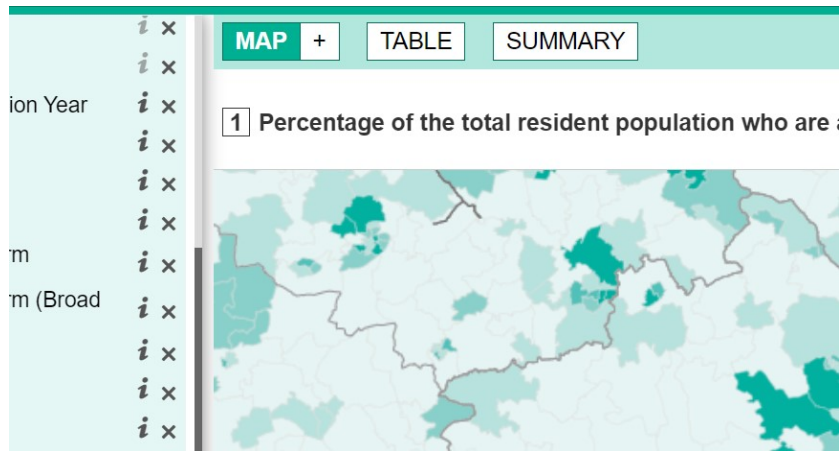 MAP + TABLE SUMMARY
ion Year
1 Percentage of the total resident population who are a
rm
rm (Broad